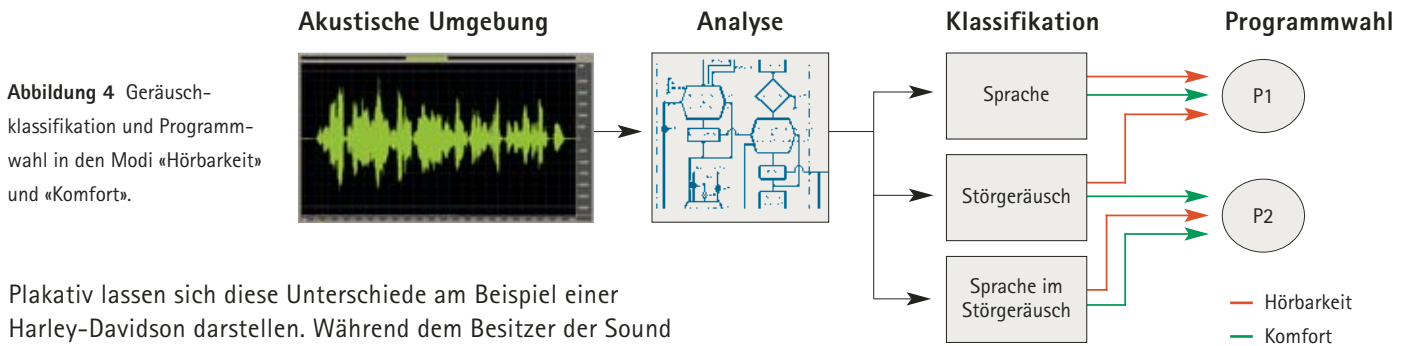 Akustische Umgebung
Analyse
Klassifikation
Programmwahl
Abbildung 4 Geräusch-
klassifikation und Programm-
wahl in den Modi «Hörbarkeit»
und «Komfort».
Sprache
Störgeräusch
Sprache im
Störgeräusch
P1
P2
Hörbarkeit
Komfort
Plakativ lassen sich diese Unterschiede am Beispiel einer
Harley-Davidson darstellen. Während dem Besitzer der Sound